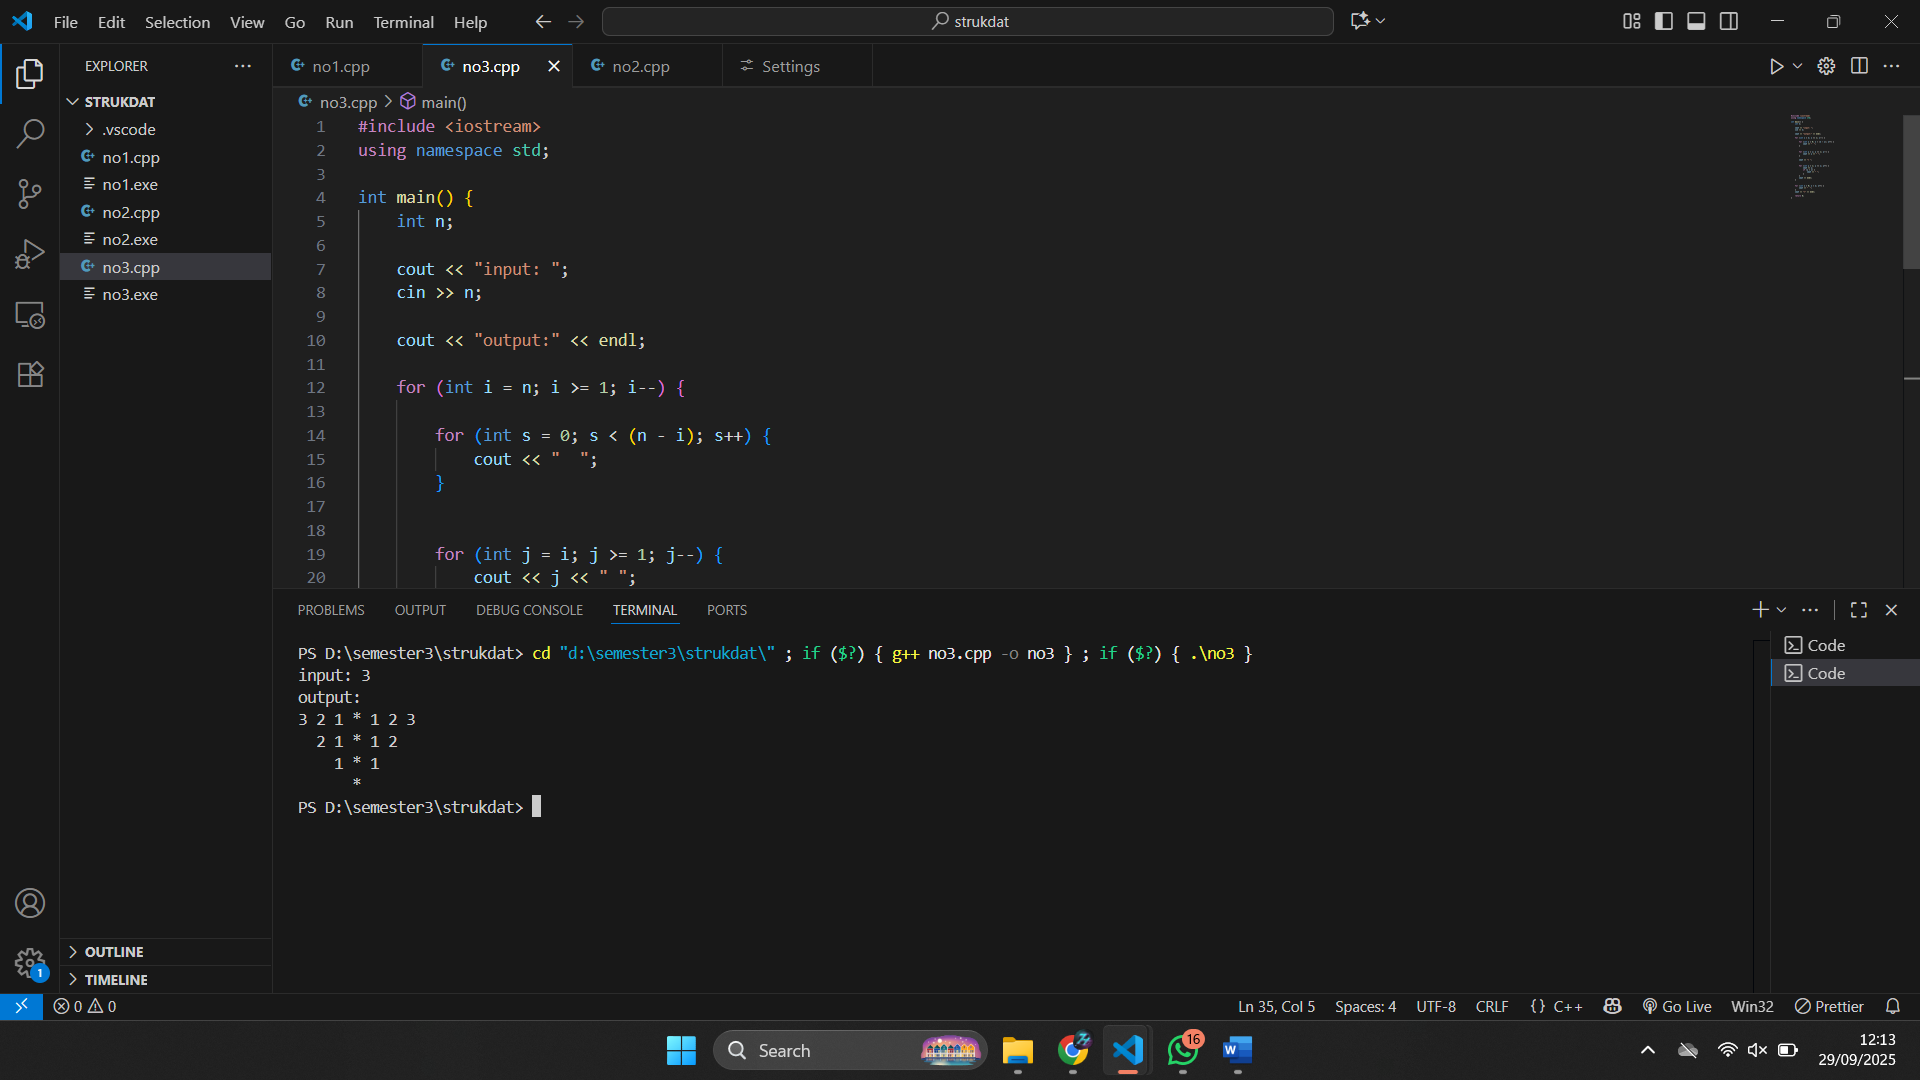 File Edit Selection View Go Run Terminal Help
strukdat
EXPLORER
STRUKDAT
.vscode
no1.cpp
no1.exe
no2.cpp
no2.exe
no3.cpp
no3.exe
OUTLINE
TIMELINE
no1.cpp no3.cpp no2.cpp Settings
no3.cpp > main()
1 #include <iostream>
2 using namespace std;
3
4 int main() {
5 int n;
6
7 cout << "input: ";
8 cin >> n;
9
10 cout << "output:" << endl;
11
12 for (int i = n; i >= 1; i--) {
13
14 for (int s = 0; s < (n - i); s++) {
15 cout << "  ";
16 }
17
18
19 for (int j = i; j >= 1; j--) {
20 cout << j << " ";
PROBLEMS OUTPUT DEBUG CONSOLE TERMINAL PORTS
PS D:\semester3\strukdat> cd "d:\semester3\strukdat\" ; if ($?) { g++ no3.cpp -o no3 } ; if ($?) { .\no3 }
input: 3
output:
3 2 1 * 1 2 3
  2 1 * 1 2
    1 * 1
      *
PS D:\semester3\strukdat>
Code
Code
1
0 0
Ln 35, Col 5 Spaces: 4 UTF-8 CRLF {} C++ Go Live Win32 Prettier
Search
16
W
12:13
29/09/2025